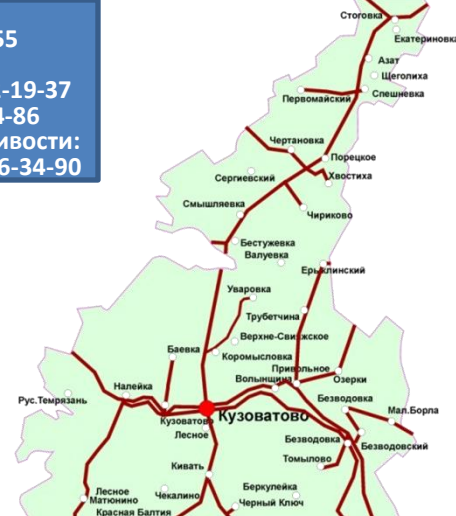 55
-19-37
4-86
ивости:
6-34-90
Стоговка
Екатериновка
Азат
Щеголиха
Спешневка
Первомайский
Чертановка
Порецкое
Хвостиха
Сергиевский
Смышляевка
Чириково
Бестужевка
Валуевка
Ерыклинский
Уваровка
Трубетчина
Верхне-Свияжское
Баевка
Коромысловка
Привольное
Волынщина
Озерки
Налейка
Рус.Темрязань
Безводовка
Мал.Борла
Кузоватово
Кузоватово
Лесное
Безводовка
Безводовский
Томылово
Кивать
Беркулейка
Лесное
Матюнино
Чекалино
Черный Ключ
Красная Балтия